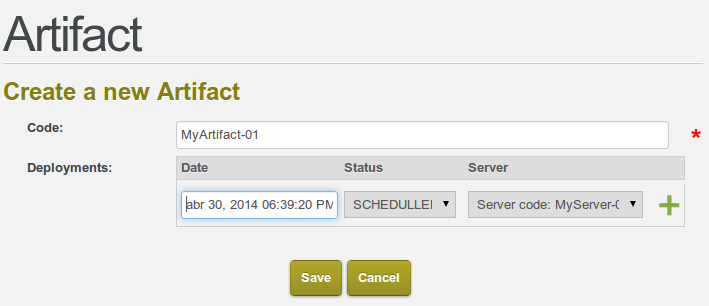 Artifact
Create a new Artifact
Code: MyArtifact-01 *
Deployments: Date Status Server
abr 30, 2014 06:39:20 PM SCHEDULLE Server code: MyServer-0
Save Cancel